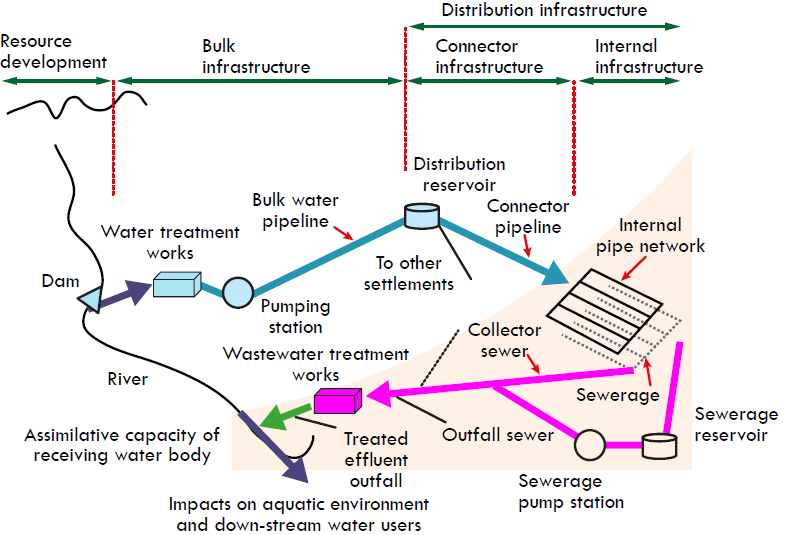 Distribution infrastructure
Resource
development
Bulk
infrastructure
Connector
infrastructure
Internal
infrastructure
Distribution
reservoir
Bulk water
pipeline
Connector
pipeline
Internal
pipe network
Water treatment
works
To other
settlements
Dam
Pumping
station
Collector
sewer
Wastewater treatment
works
River
Sewerage
Sewerage
reservoir
Assimilative capacity of
receiving water body
Treated
effluent
outfall
Outfall sewer
Sewerage
pump station
Impacts on aquatic environment
and down-stream water users